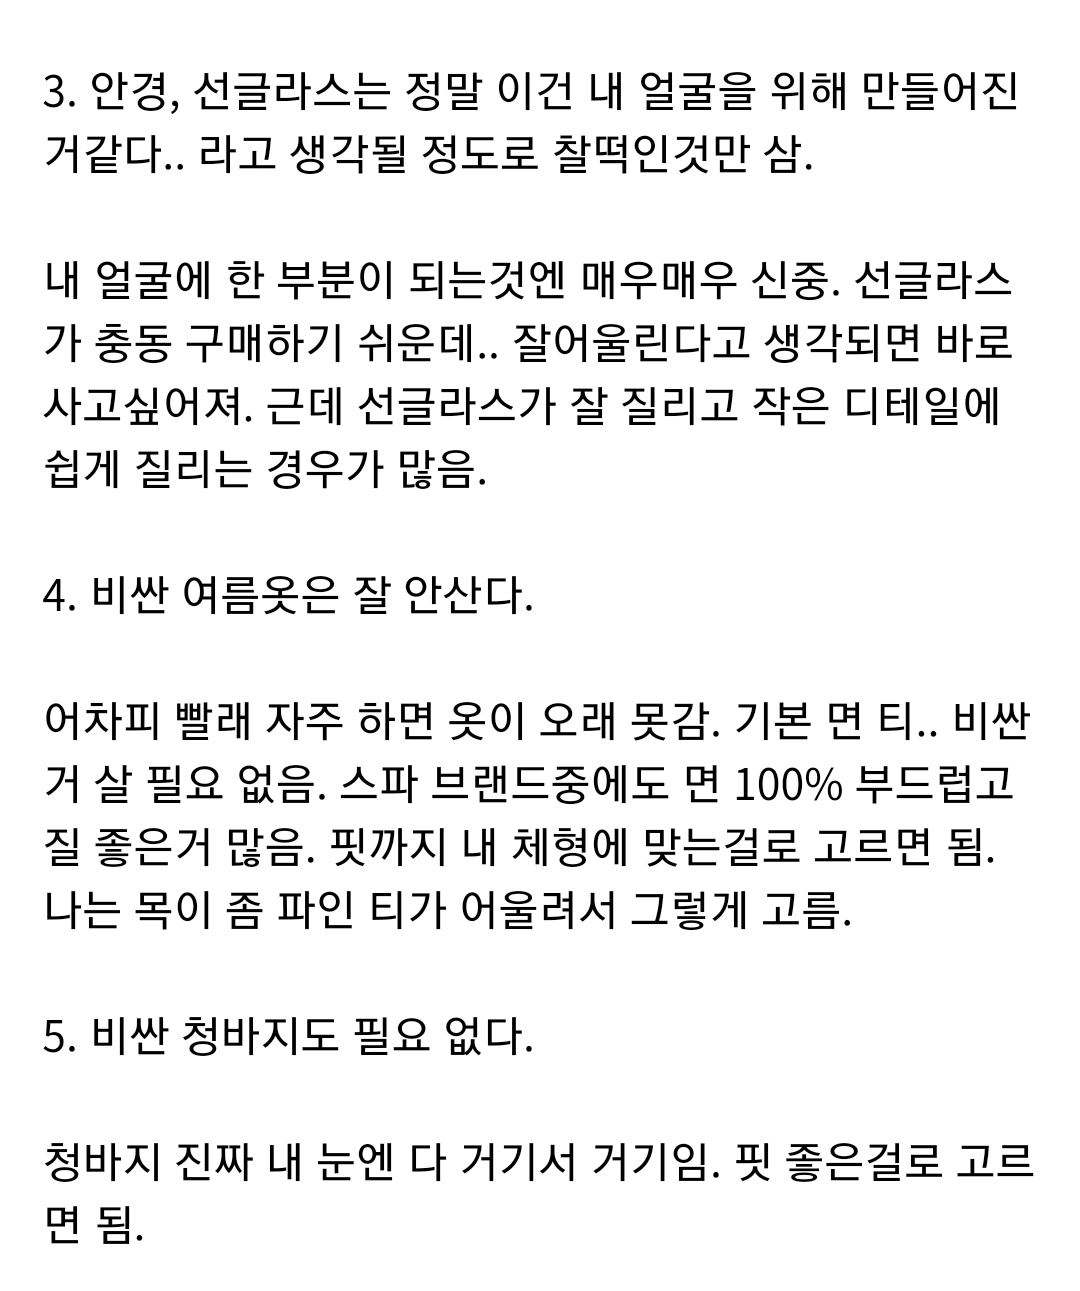 3. 안경, 선글라스는 정말 이건 내 얼굴을 위해 만들어진
거같다.. 라고 생각될 정도로 찰떡인것만 삼.
내 얼굴에 한 부분이 되는것엔 매우매우 신중. 선글라스
가 충동 구매하기 쉬운데.. 잘어울린다고 생각되면 바로
사고싶어져. 근데 선글라스가 잘 질리고 작은 디테일에
쉽게 질리는 경우가 많음.
4. 비싼 여름옷은 잘 안산다.
어차피 빨래 자주 하면 옷이 오래 못감. 기본 면 티.. 비싼
거 살 필요 없음. 스파 브랜드중에도 면 100% 부드럽고
질 좋은거 많음. 핏까지 내 체형에 맞는걸로 고르면 됨.
나는 목이 좀 파인 티가 어울려서 그렇게 고름.
5. 비싼 청바지도 필요 없다.
청바지 진짜 내 눈엔 다 거기서 거기임. 핏 좋은걸로 고르
면 됨.